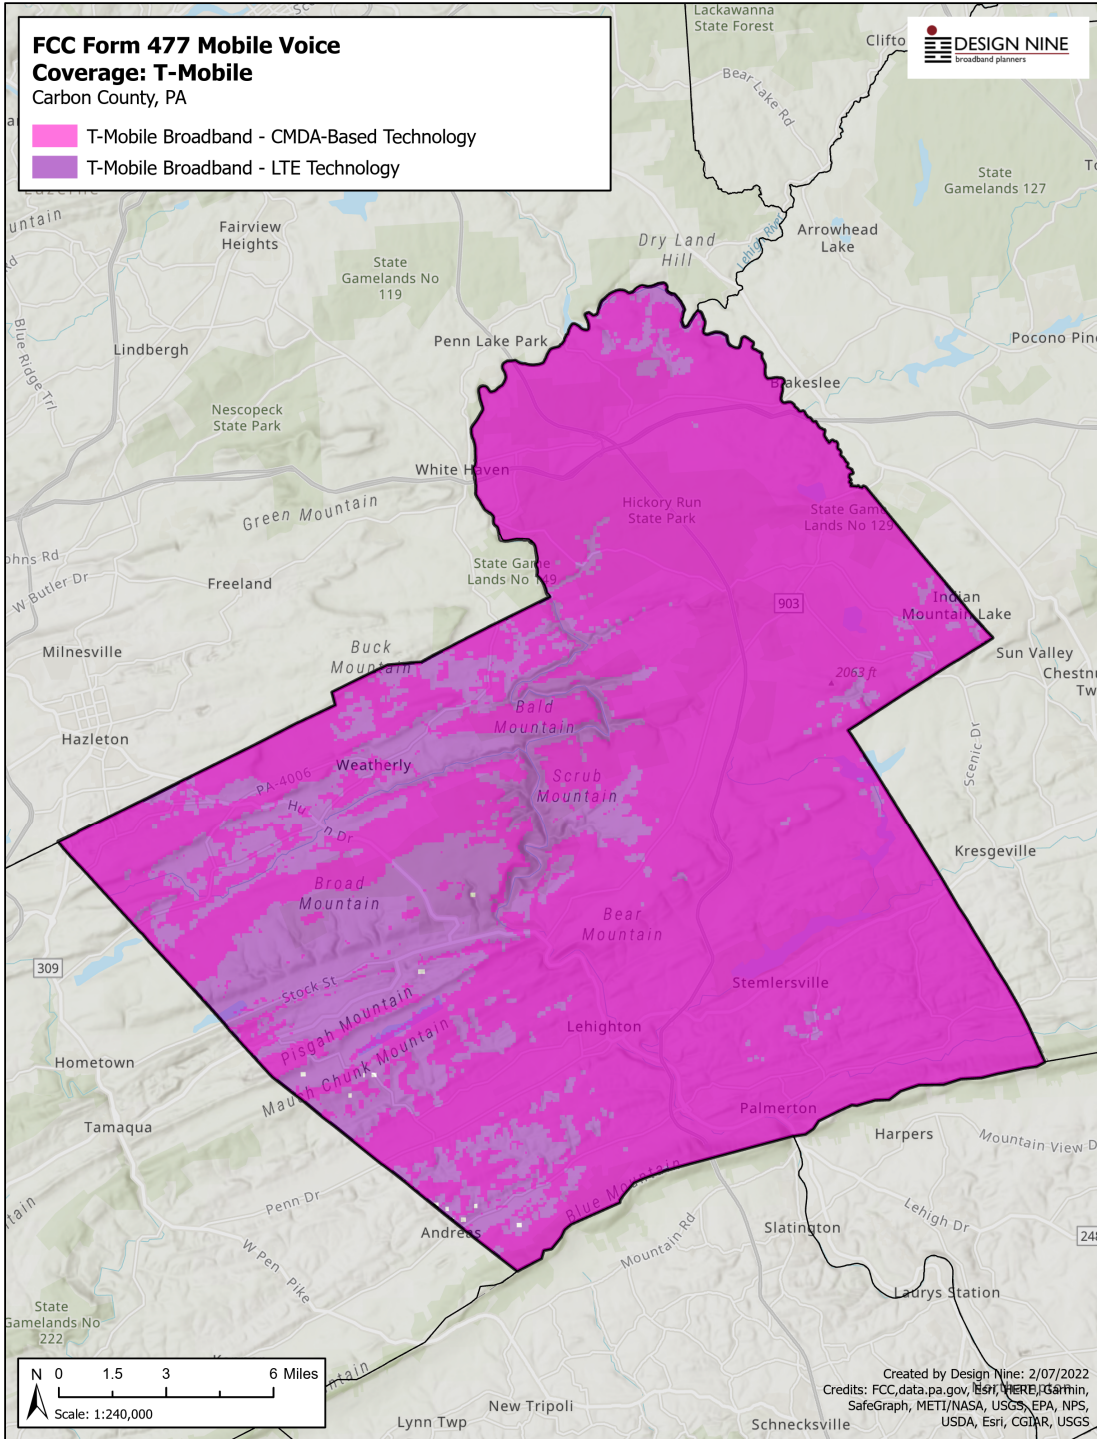 FCC Form 477 Mobile Voice
Coverage: T-Mobile
Carbon County, PA
T-Mobile Broadband - CMDA-Based Technology
T-Mobile Broadband - LTE Technology
DESIGN NINE
broadband planners
Lackawanna
State Forest
Bear Lake Rd
State
Gamelands 127
Fairview
Heights
Dry Land
Hill
Lehigh River
Arrowhead
Lake
State
Gamelands No
119
Blue Ridge Trl
Lindbergh
Penn Lake Park
Blakeslee
Nescopeck
State Park
White Haven
Green Mountain
Hickory Run
State Park
State Game
Lands No 129
W Butler Dr
Freeland
State Game
Lands No 149
903
Indian
Mountain Lake
Milnesville
Buck
Mountain
Sun Valley
2063 ft
Bald
Mountain
Hazleton
Weatherly
PA-4006
Scrub
Mountain
Scenic Dr
Kresgeville
Broad
Mountain
Bear
Mountain
309
Stock St
Stemlersville
Pisgah Mountain
Lehighton
Hometown
Mauch Chunk Mountain
Tamaqua
Palmerton
Harpers
Mountain View D
Penn Dr
Blue Mountain
Andreas
Slatington
Lehigh Dr
Mountain Rd
W Penn Pike
248
Laurys Station
State
Gamelands No
222
N 0 1.5 3 6 Miles
Scale: 1:240,000
New Tripoli
Lynn Twp
Schnecksville
Created by Design Nine: 2/07/2022
Credits: FCC,data.pa.gov, Esri, HERE, Garmin,
SafeGraph, METI/NASA, USGS, EPA, NPS,
USDA, Esri, CGIAR, USGS